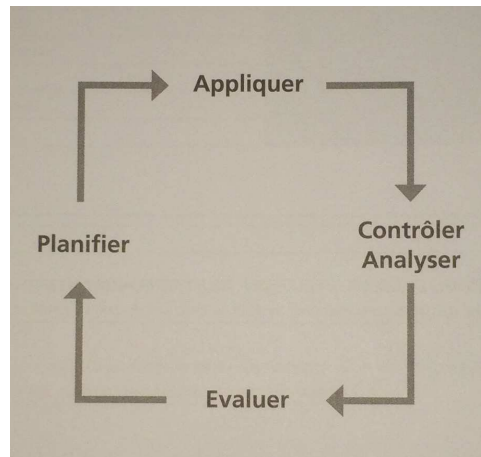 Appliquer
Planifier
Contrôler
Analyser
Evaluer